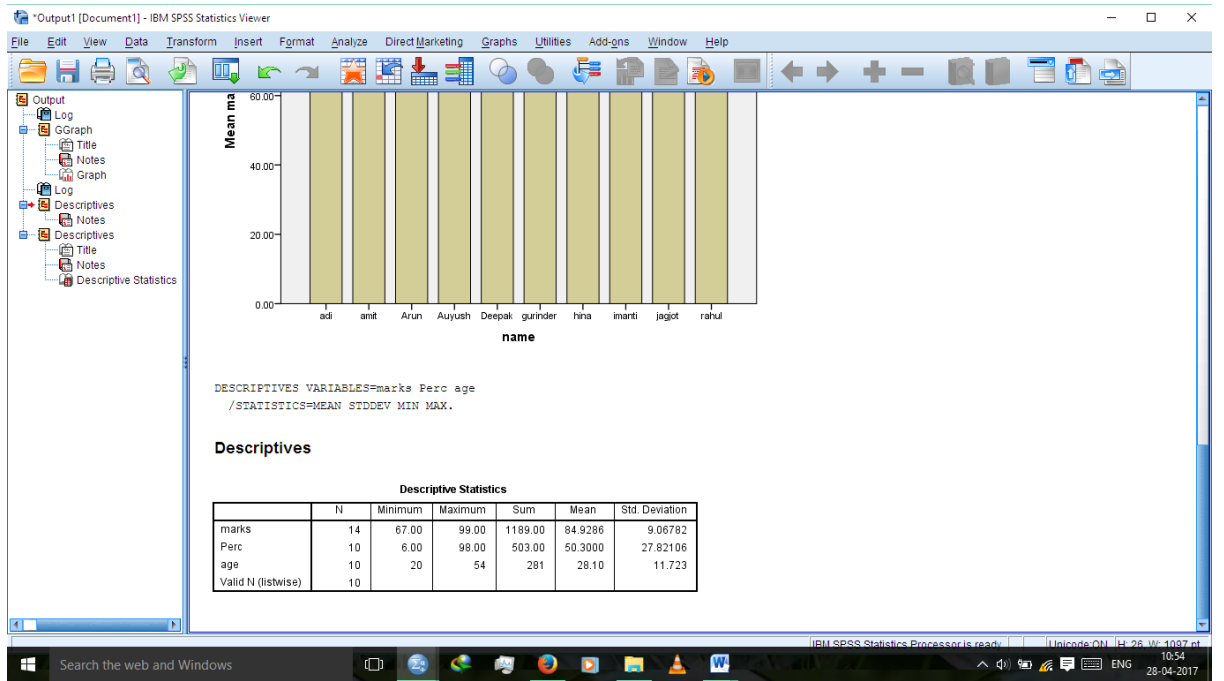 *Output1 [Document1] - IBM SPSS Statistics Viewer
File Edit View Data Transform Insert Format Analyze Direct Marketing Graphs Utilities Add-ons Window Help
Output
Log
GGraph
Title
Notes
Graph
Log
Descriptives
Notes
Descriptives
Title
Notes
Descriptive Statistics
Mean ma
60.00
40.00
20.00
0.00
adi amit Arun Auyush Deepak gurinder hina imanti jagjot rahul
name
DESCRIPTIVES VARIABLES=marks Perc age
/STATISTICS=MEAN STDDEV MIN MAX.
Descriptives
Descriptive Statistics
N Minimum Maximum Sum Mean Std. Deviation
marks 14 67.00 99.00 1189.00 84.9286 9.06782
Perc 10 6.00 98.00 503.00 50.3000 27.82106
age 10 20 54 281 28.10 11.723
Valid N (listwise) 10
IBM SPSS Statistics Processor is ready Unicode:ON H: 26, W: 1097 pt
Search the web and Windows
W
ENG
10:54
28-04-2017